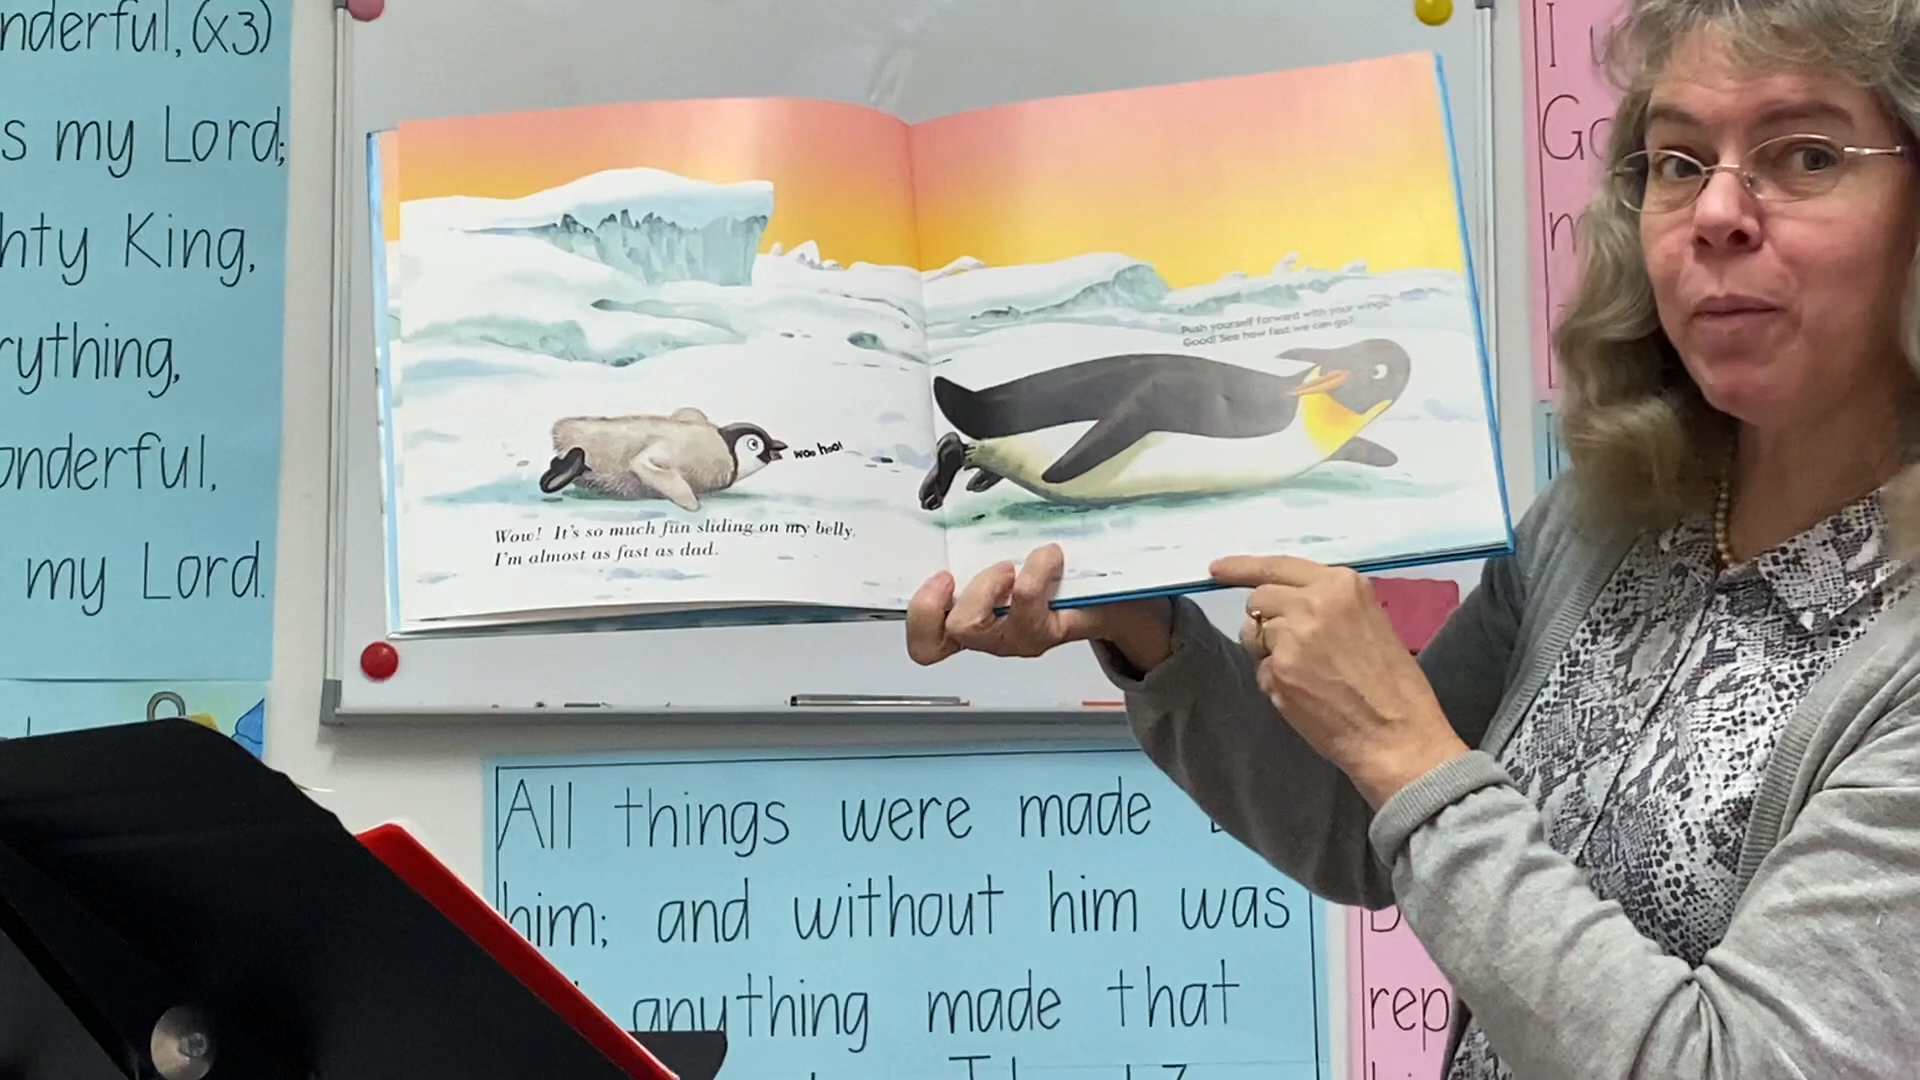 nderful, (x3)
s my Lord;
hty King,
rything,
onderful,
my Lord.
woo hoo!
Wow! It's so much fun sliding on my belly.
I'm almost as fast as dad.
Push yourself forward with your wings.
Good! See how fast we can go?
All things were made
him; and without him was
anything made that
I
Go
rep